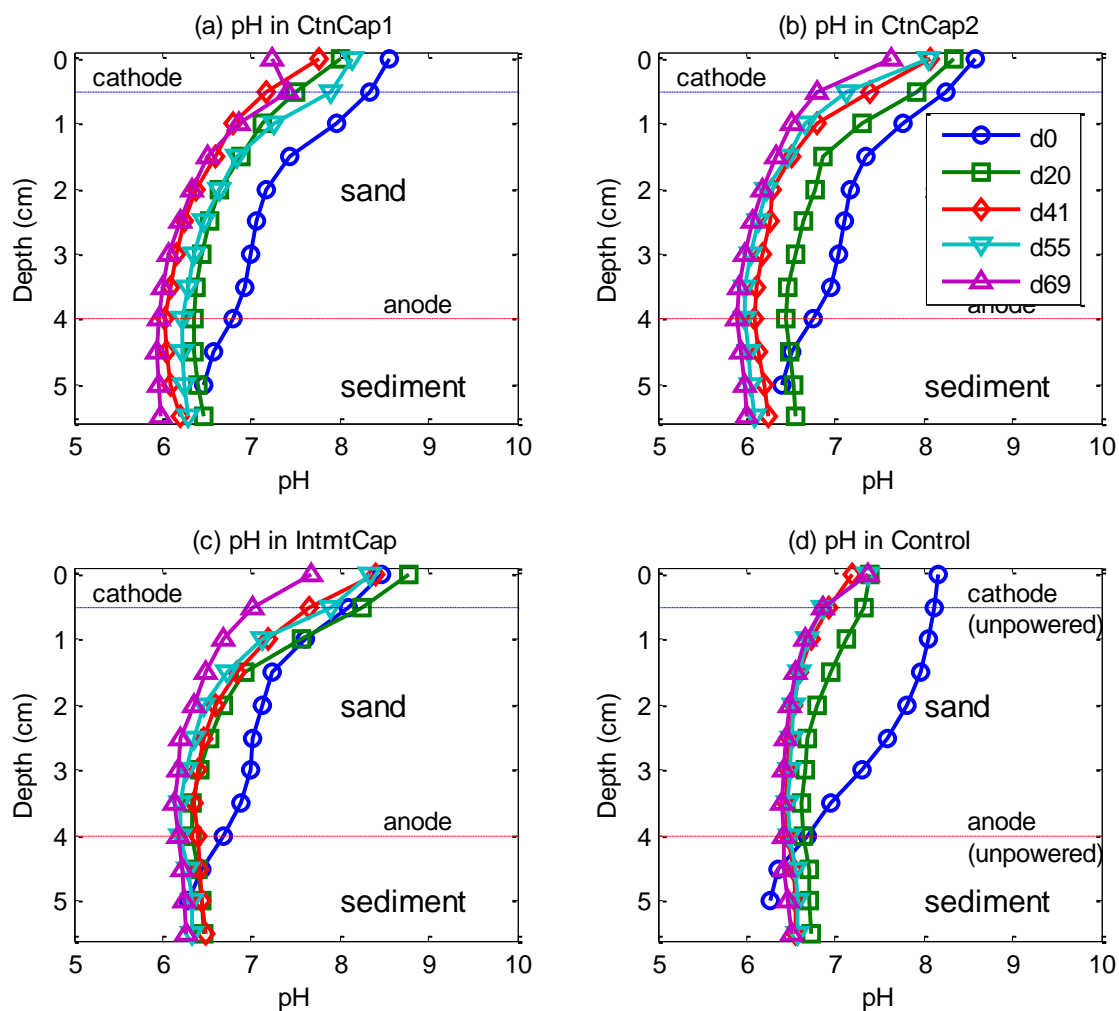 (a) pH in CtnCap1
0
1
2
3
4
5
Depth (cm)
cathode
sand
anode
sediment
5 6 7 8 9 10
pH
(b) pH in CtnCap2
0
1
2
3
4
5
Depth (cm)
cathode
d0
d20
d41
d55
d69
anode
sediment
5 6 7 8 9 10
pH
(c) pH in IntmtCap
0
1
2
3
4
5
Depth (cm)
cathode
sand
anode
sediment
5 6 7 8 9 10
pH
(d) pH in Control
0
1
2
3
4
5
Depth (cm)
cathode
(unpowered)
sand
anode
(unpowered)
sediment
5 6 7 8 9 10
pH